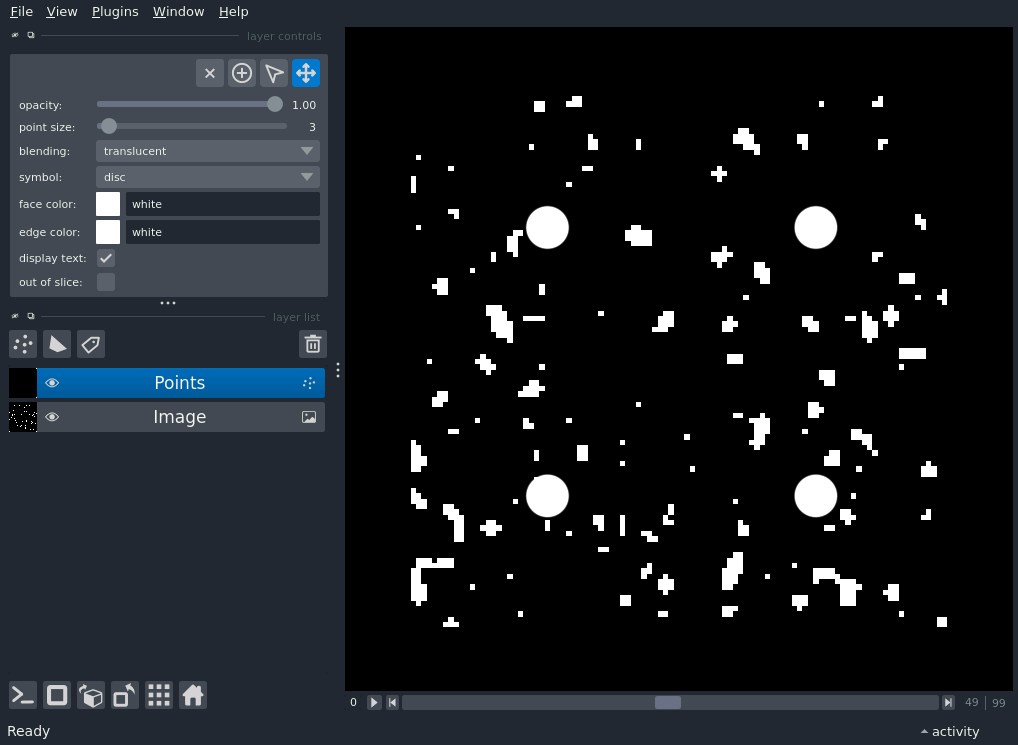 File View Plugins Window Help
layer controls
opacity: 1.00
point size: 3
blending: translucent
symbol: disc
face color: white
edge color: white
display text:
out of slice:
layer list
Points
Image
0 49 99
Ready activity